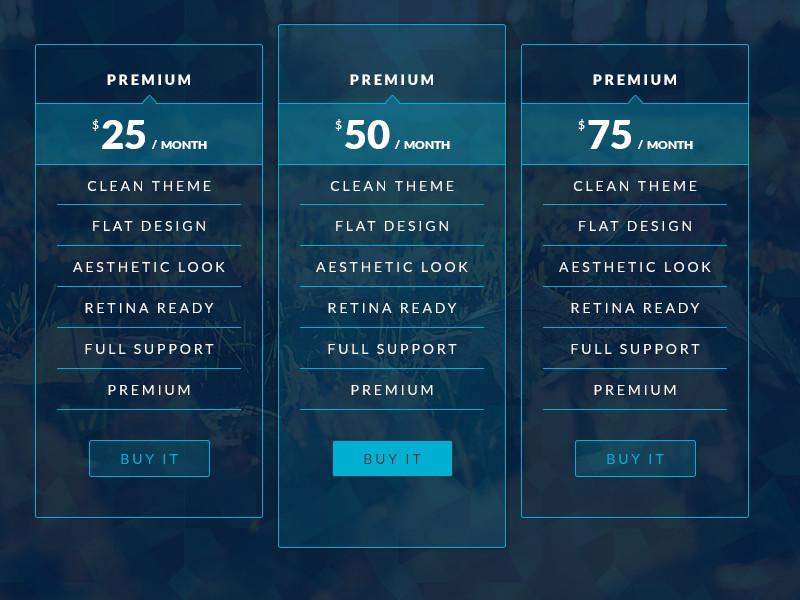 PREMIUM
$25 / MONTH
CLEAN THEME
FLAT DESIGN
AESTHETIC LOOK
RETINA READY
FULL SUPPORT
PREMIUM
BUY IT
PREMIUM
$50 / MONTH
CLEAN THEME
FLAT DESIGN
AESTHETIC LOOK
RETINA READY
FULL SUPPORT
PREMIUM
BUY IT
PREMIUM
$75 / MONTH
CLEAN THEME
FLAT DESIGN
AESTHETIC LOOK
RETINA READY
FULL SUPPORT
PREMIUM
BUY IT